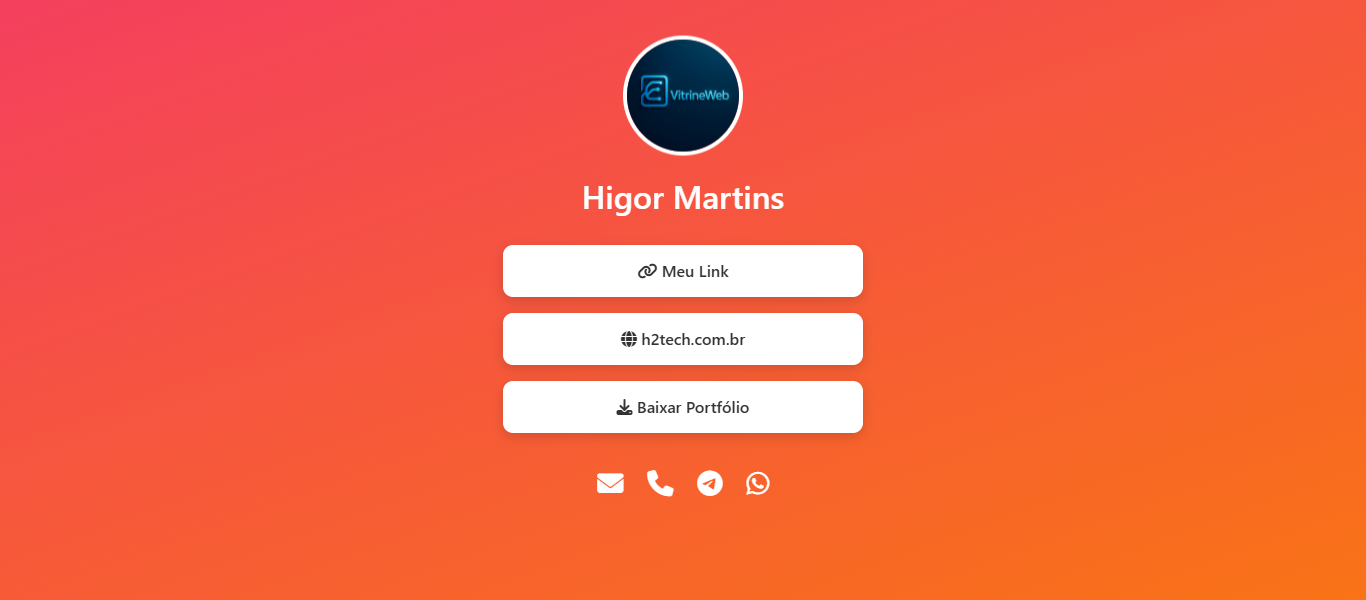 VitrineWeb
Higor Martins
Meu Link
h2tech.com.br
Baixar Portfólio